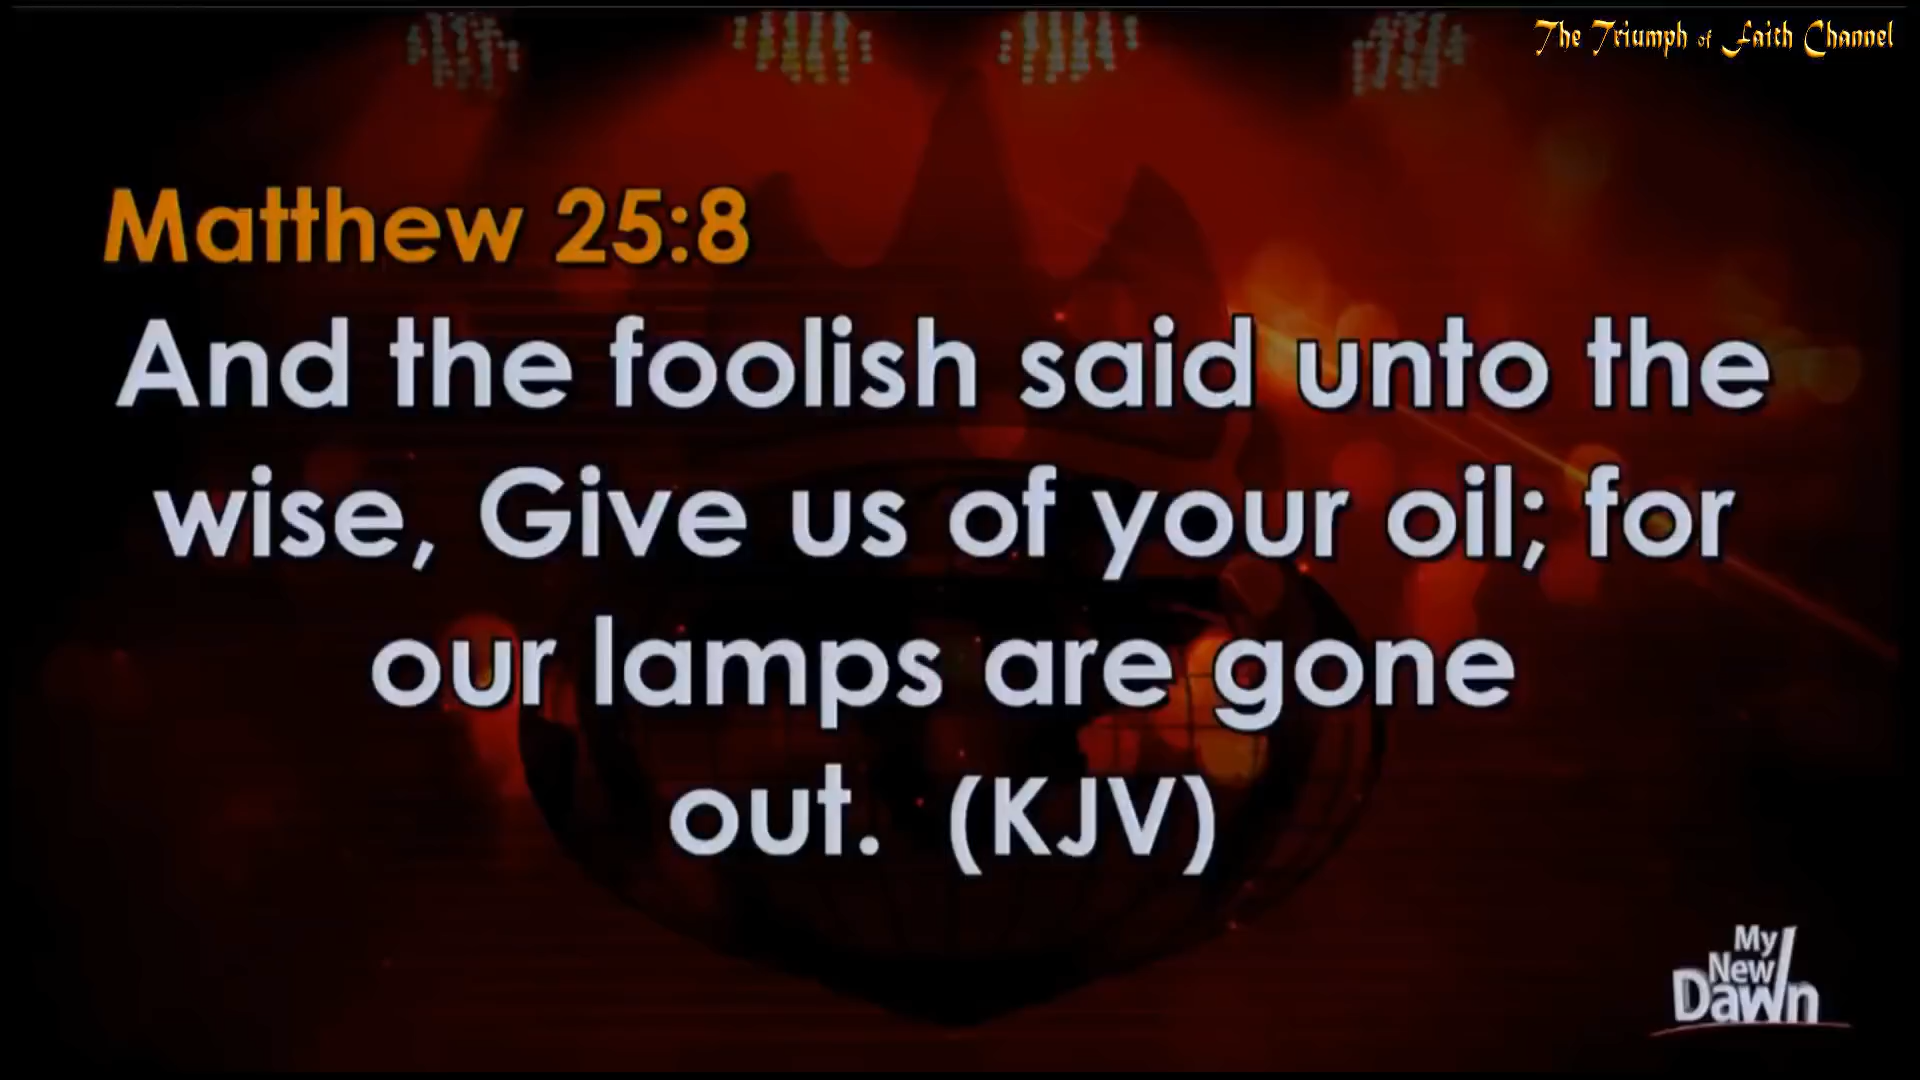 The Triumph of Faith Channel
Matthew 25:8
And the foolish said unto the
wise, Give us of your oil; for
our lamps are gone
out. (KJV)
My
New
Dawn